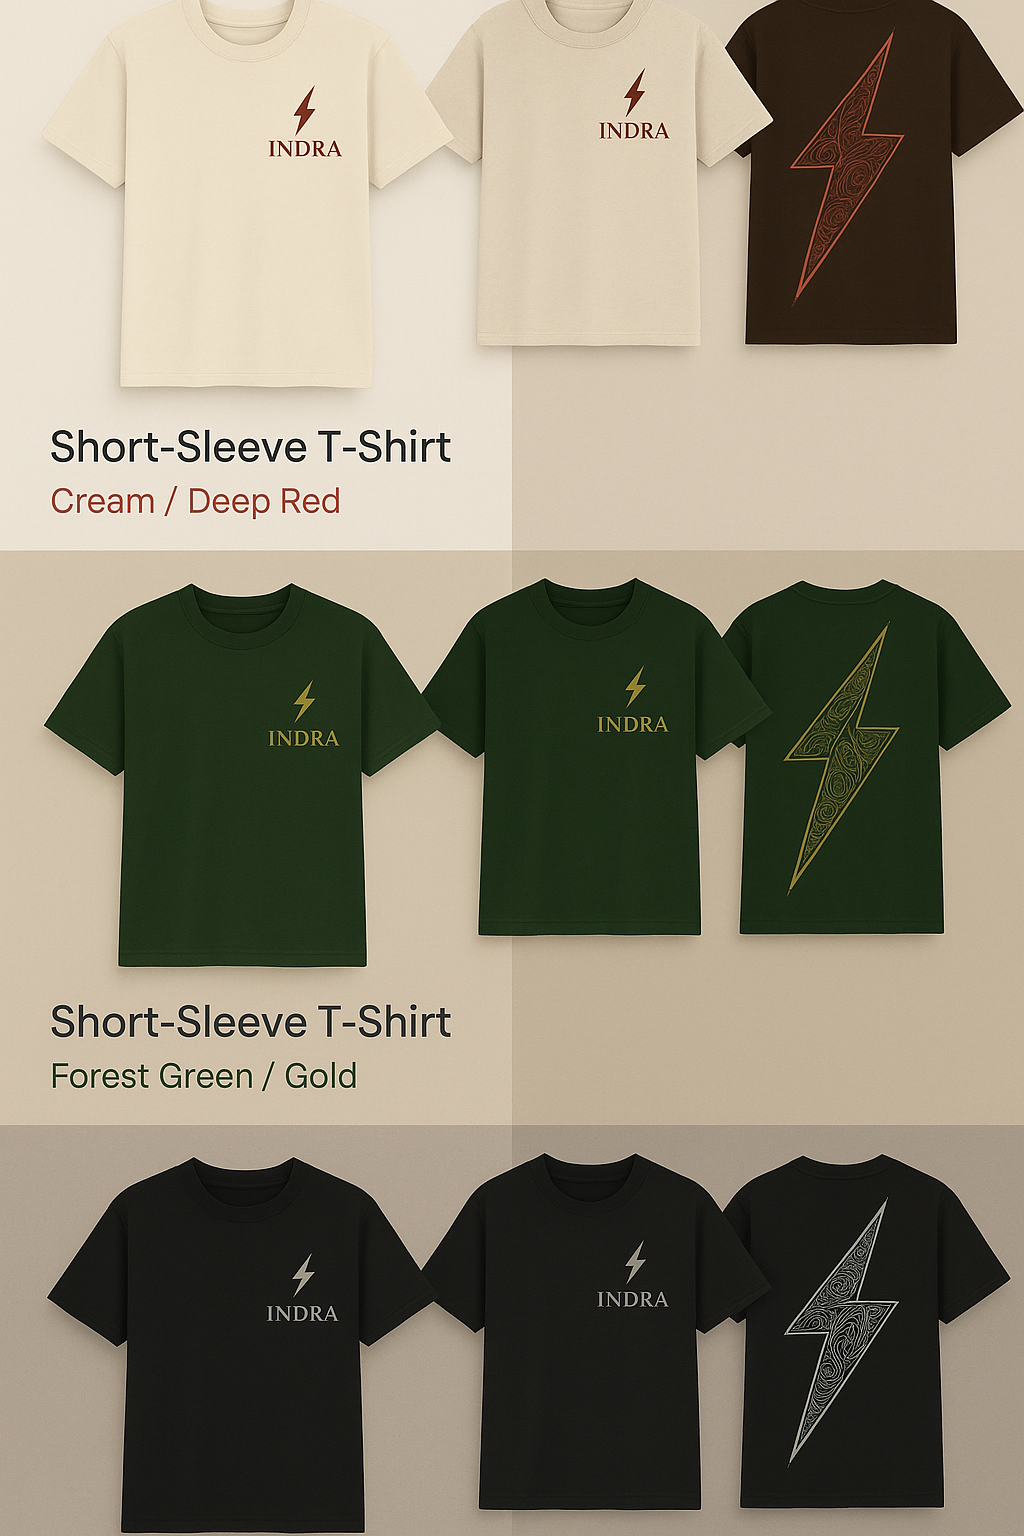 INDRA
INDRA
Short-Sleeve T-Shirt
Cream / Deep Red
INDRA
INDRA
Short-Sleeve T-Shirt
Forest Green / Gold
INDRA
INDRA